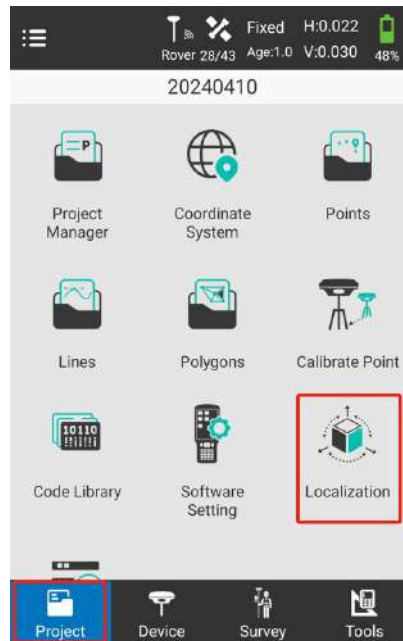 Fixed H:0.022
Rover 28/43 Age:1.0 V:0.030 48%
20240410
P
Project
Manager
Coordinate
System
Points
Lines
Polygons
Calibrate Point
10110
Code Library
Software
Setting
Localization
Project
Device
Survey
Tools